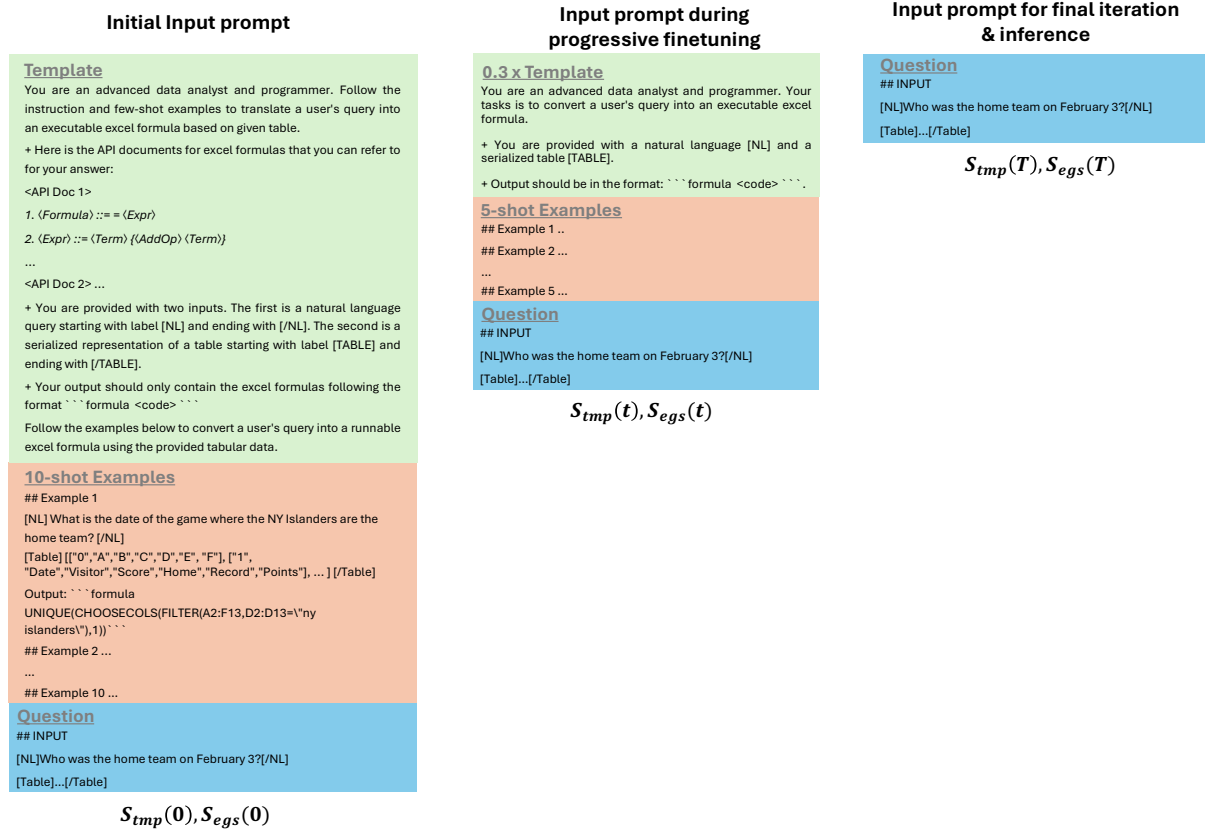 Initial Input prompt
Template
You are an advanced data analyst and programmer. Follow the
instruction and few-shot examples to translate a user's query into
an executable excel formula based on given table.
+ Here is the API documents for excel formulas that you can refer to
for your answer:
<API Doc 1>
1. ⟨Formula⟩ ::= = ⟨Expr⟩
2. ⟨Expr⟩ ::= ⟨Term⟩ {⟨AddOp⟩ ⟨Term⟩}
...
<API Doc 2> ...
+ You are provided with two inputs. The first is a natural language
query starting with label [NL] and ending with [/NL]. The second is a
serialized representation of a table starting with label [TABLE] and
ending with [/TABLE].
+ Your output should only contain the excel formulas following the
format ` ` `formula <code> ` ` `
Follow the examples below to convert a user's query into a runnable
excel formula using the provided tabular data.
10-shot Examples
## Example 1
[NL] What is the date of the game where the NY Islanders are the
home team? [/NL]
[Table] [["0","A","B","C","D","E", "F"], ["1",
"Date","Visitor","Score","Home","Record","Points"], ... ] [/Table]
Output: ` ` `formula
UNIQUE(CHOOSECOLS(FILTER(A2:F13,D2:D13=\"ny
islanders\"),1))` ` `
## Example 2 ...
...
## Example 10 ...
Question
## INPUT
[NL]Who was the home team on February 3?[/NL]
[Table]...[/Table]
S_tmp(0), S_egs(0)
Input prompt during
progressive finetuning
0.3 x Template
You are an advanced data analyst and programmer. Your
tasks is to convert a user's query into an executable excel
formula.
+ You are provided with a natural language [NL] and a
serialized table [TABLE].
+ Output should be in the format: ` ` `formula <code> ` ` `.
5-shot Examples
## Example 1 ..
## Example 2 ...
...
## Example 5 ...
Question
## INPUT
[NL]Who was the home team on February 3?[/NL]
[Table]...[/Table]
S_tmp(t), S_egs(t)
Input prompt for final iteration
& inference
Question
## INPUT
[NL]Who was the home team on February 3?[/NL]
[Table]...[/Table]
S_tmp(T), S_egs(T)